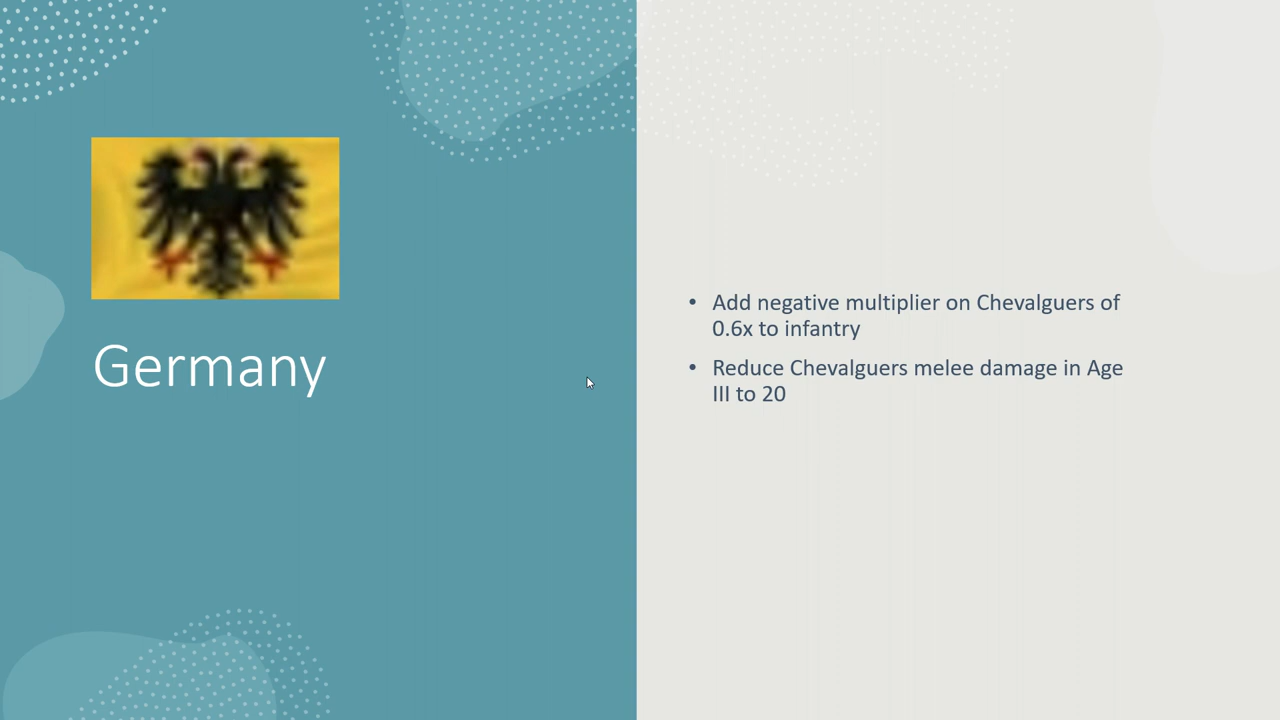 Germany
• Add negative multiplier on Chevalguers of
0.6x to infantry
• Reduce Chevalguers melee damage in Age
III to 20